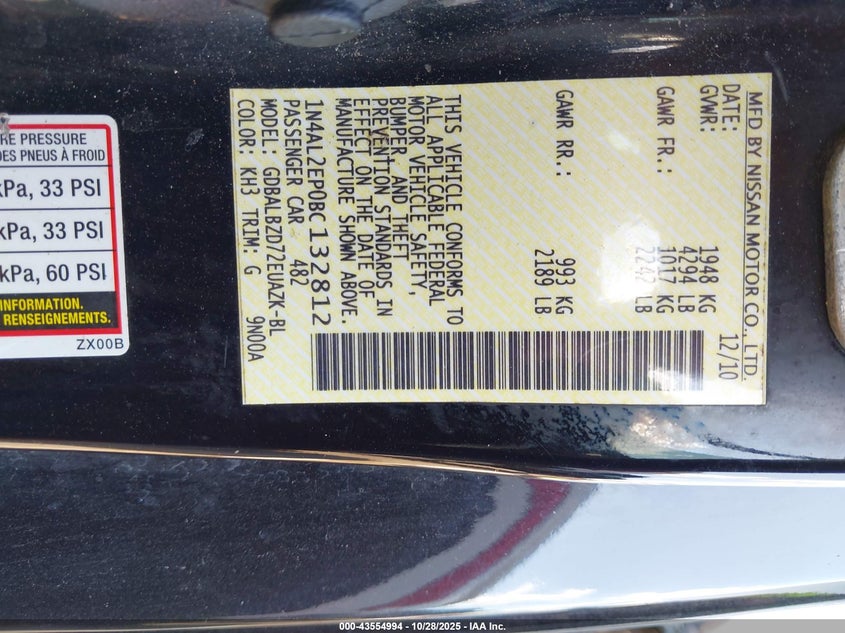 RE PRESSURE
DES PNEUS À FROID
kPa, 33 PSI
kPa, 33 PSI
kPa, 60 PSI
INFORMATION.
RENSEIGNEMENTS.
ZX00B
MFD BY NISSAN MOTOR CO., LTD.
DATE: 12/10
GVWR: 1948 KG
4294 LB
GAWR FR.: 1017 KG
2242 LB
GAWR RR.: 993 KG
2189 LB
THIS VEHICLE CONFORMS TO
ALL APPLICABLE FEDERAL
MOTOR VEHICLE SAFETY,
BUMPER, AND THEFT
PREVENTION STANDARDS IN
EFFECT ON THE DATE OF
MANUFACTURE SHOWN ABOVE.
1N4AL2EP0BC132812
PASSENGER CAR 482
MODEL: GDBALBZD72EUAZK-BL
COLOR: KH3 TRIM: G 9N00A
000-43554994 - 10/28/2025 - IAA Inc.